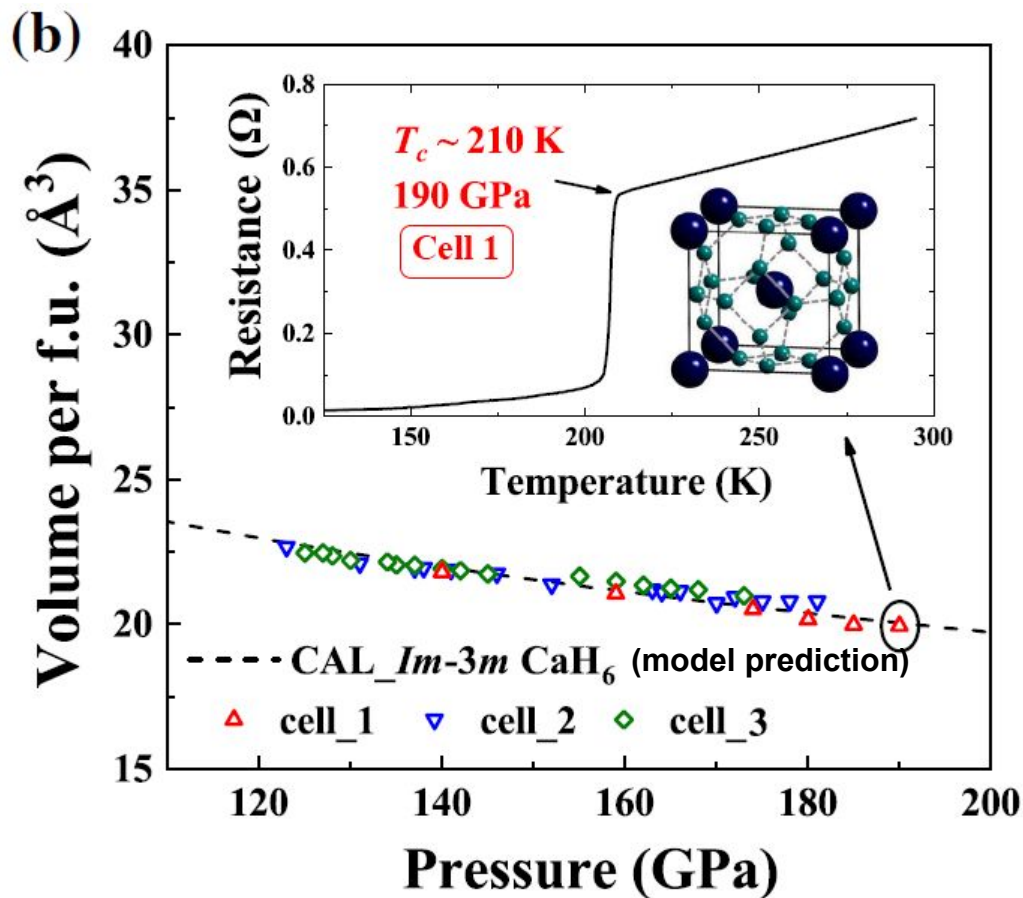 (b)
Volume per f.u. (Å³)
40
35
30
25
20
15
Resistance (Ω)
0.8
0.6
0.4
0.2
0.0
T_c ~ 210 K
190 GPa
Cell 1
150 200 250 300
Temperature (K)
CAL_Im-3m CaH₆ (model prediction)
cell_1 cell_2 cell_3
120 140 160 180 200
Pressure (GPa)